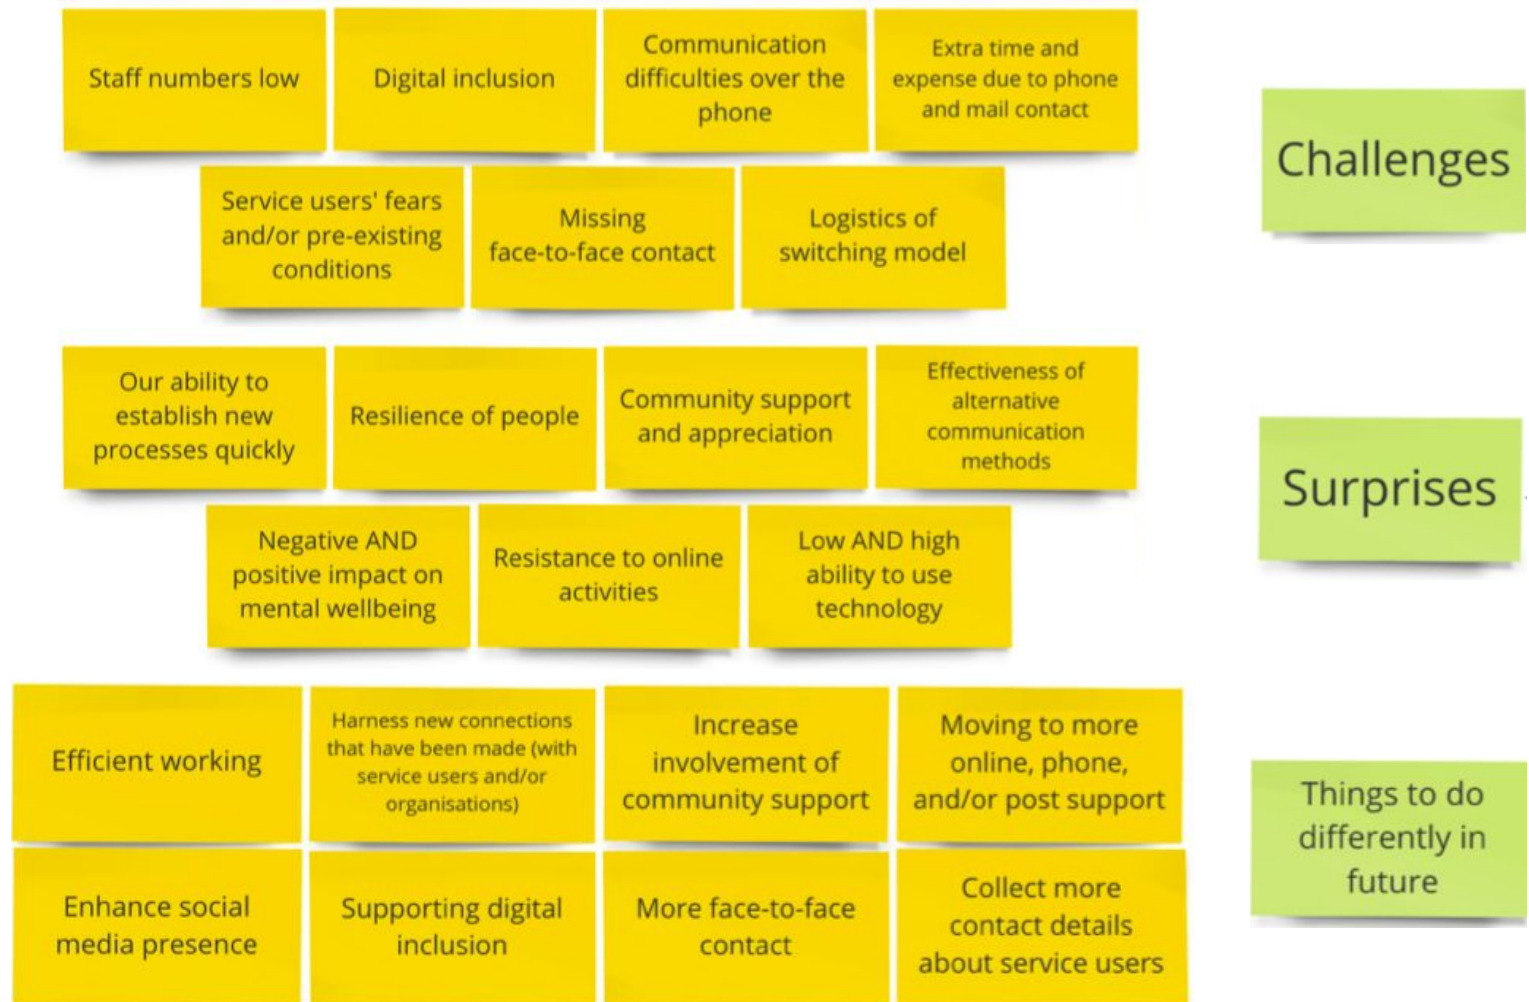 Staff numbers low
Digital inclusion
Communication
difficulties over the
phone
Extra time and
expense due to phone
and mail contact
Service users' fears
and/or pre-existing
conditions
Missing
face-to-face contact
Logistics of
switching model
Challenges
Our ability to
establish new
processes quickly
Resilience of people
Community support
and appreciation
Effectiveness of
alternative
communication
methods
Negative AND
positive impact on
mental wellbeing
Resistance to online
activities
Low AND high
ability to use
technology
Surprises
Efficient working
Harness new connections
that have been made (with
service users and/or
organisations)
Increase
involvement of
community support
Moving to more
online, phone,
and/or post support
Enhance social
media presence
Supporting digital
inclusion
More face-to-face
contact
Collect more
contact details
about service users
Things to do
differently in
future